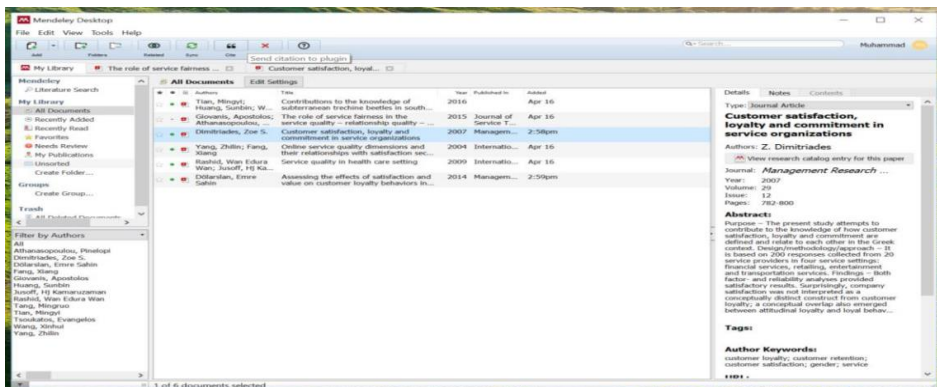 Mendeley Desktop
File Edit View Tools Help
Add Folders Related Sync Cite
Search...
Muhammad
Send citation to plugin
My Library
The role of service fairness ...
Customer satisfaction, loyal...
Mendeley
Literature Search
My Library
All Documents
Recently Added
Recently Read
Favorites
Needs Review
My Publications
Unsorted
Create Folder...
Groups
Create Group...
Trash
All Deleted Documents
Filter by Authors
All
Athanasopoulou, Pinelopi
Dimitriades, Zoe S.
Dölarslan, Emre Sahin
Fang, Xiang
Giovanis, Apostolos
Huang, Sunbin
Jusoff, Hj Kamaruzaman
Rashid, Wan Edura Wan
Tang, Mingruo
Tian, Mingyi
Tsoukatos, Evangelos
Wang, Xinhui
Yang, Zhilin
All Documents Edit Settings
Authors Title Year Published In Added
Tian, Mingyi; Contributions to the knowledge of 2016 Apr 16
Huang, Sunbin; W... subterranean trechine beetles in south...
Giovanis, Apostolos; The role of service fairness in the 2015 Journal of Apr 16
Athanasopoulou, ... service quality – relationship quality – ... Service T...
Dimitriades, Zoe S. Customer satisfaction, loyalty and 2007 Managem... 2:58pm
commitment in service organizations
Yang, Zhilin; Fang, Online service quality dimensions and 2004 Internatio... Apr 16
Xiang their relationships with satisfaction sec...
Rashid, Wan Edura Service quality in health care setting 2009 Internatio... Apr 16
Wan; Jusoff, Hj Ka...
Dölarslan, Emre Assessing the effects of satisfaction and 2014 Managem... 2:59pm
Sahin value on customer loyalty behaviors in...
1 of 6 documents selected
Details Notes Contents
Type: Journal Article
Customer satisfaction,
loyalty and commitment in
service organizations
Authors: Z. Dimitriades
View research catalog entry for this paper
Journal: Management Research ...
Year: 2007
Volume: 29
Issue: 12
Pages: 782-800
Abstract:
Purpose – The present study attempts to
contribute to the knowledge of how customer
satisfaction, loyalty and commitment are
defined and relate to each other in the Greek
context. Design/methodology/approach – It
is based on 200 responses collected from 20
service providers in four service settings:
financial services, retailing, entertainment
and transportation services. Findings – Both
factor- and reliability analyses provided
satisfactory results. Surprisingly, company
satisfaction was not interpreted as a
conceptually distinct construct from customer
loyalty; a conceptual overlap also emerged
between attitudinal loyalty and loyal behav...
Tags:
Author Keywords:
customer loyalty; customer retention;
customer satisfaction; gender; service